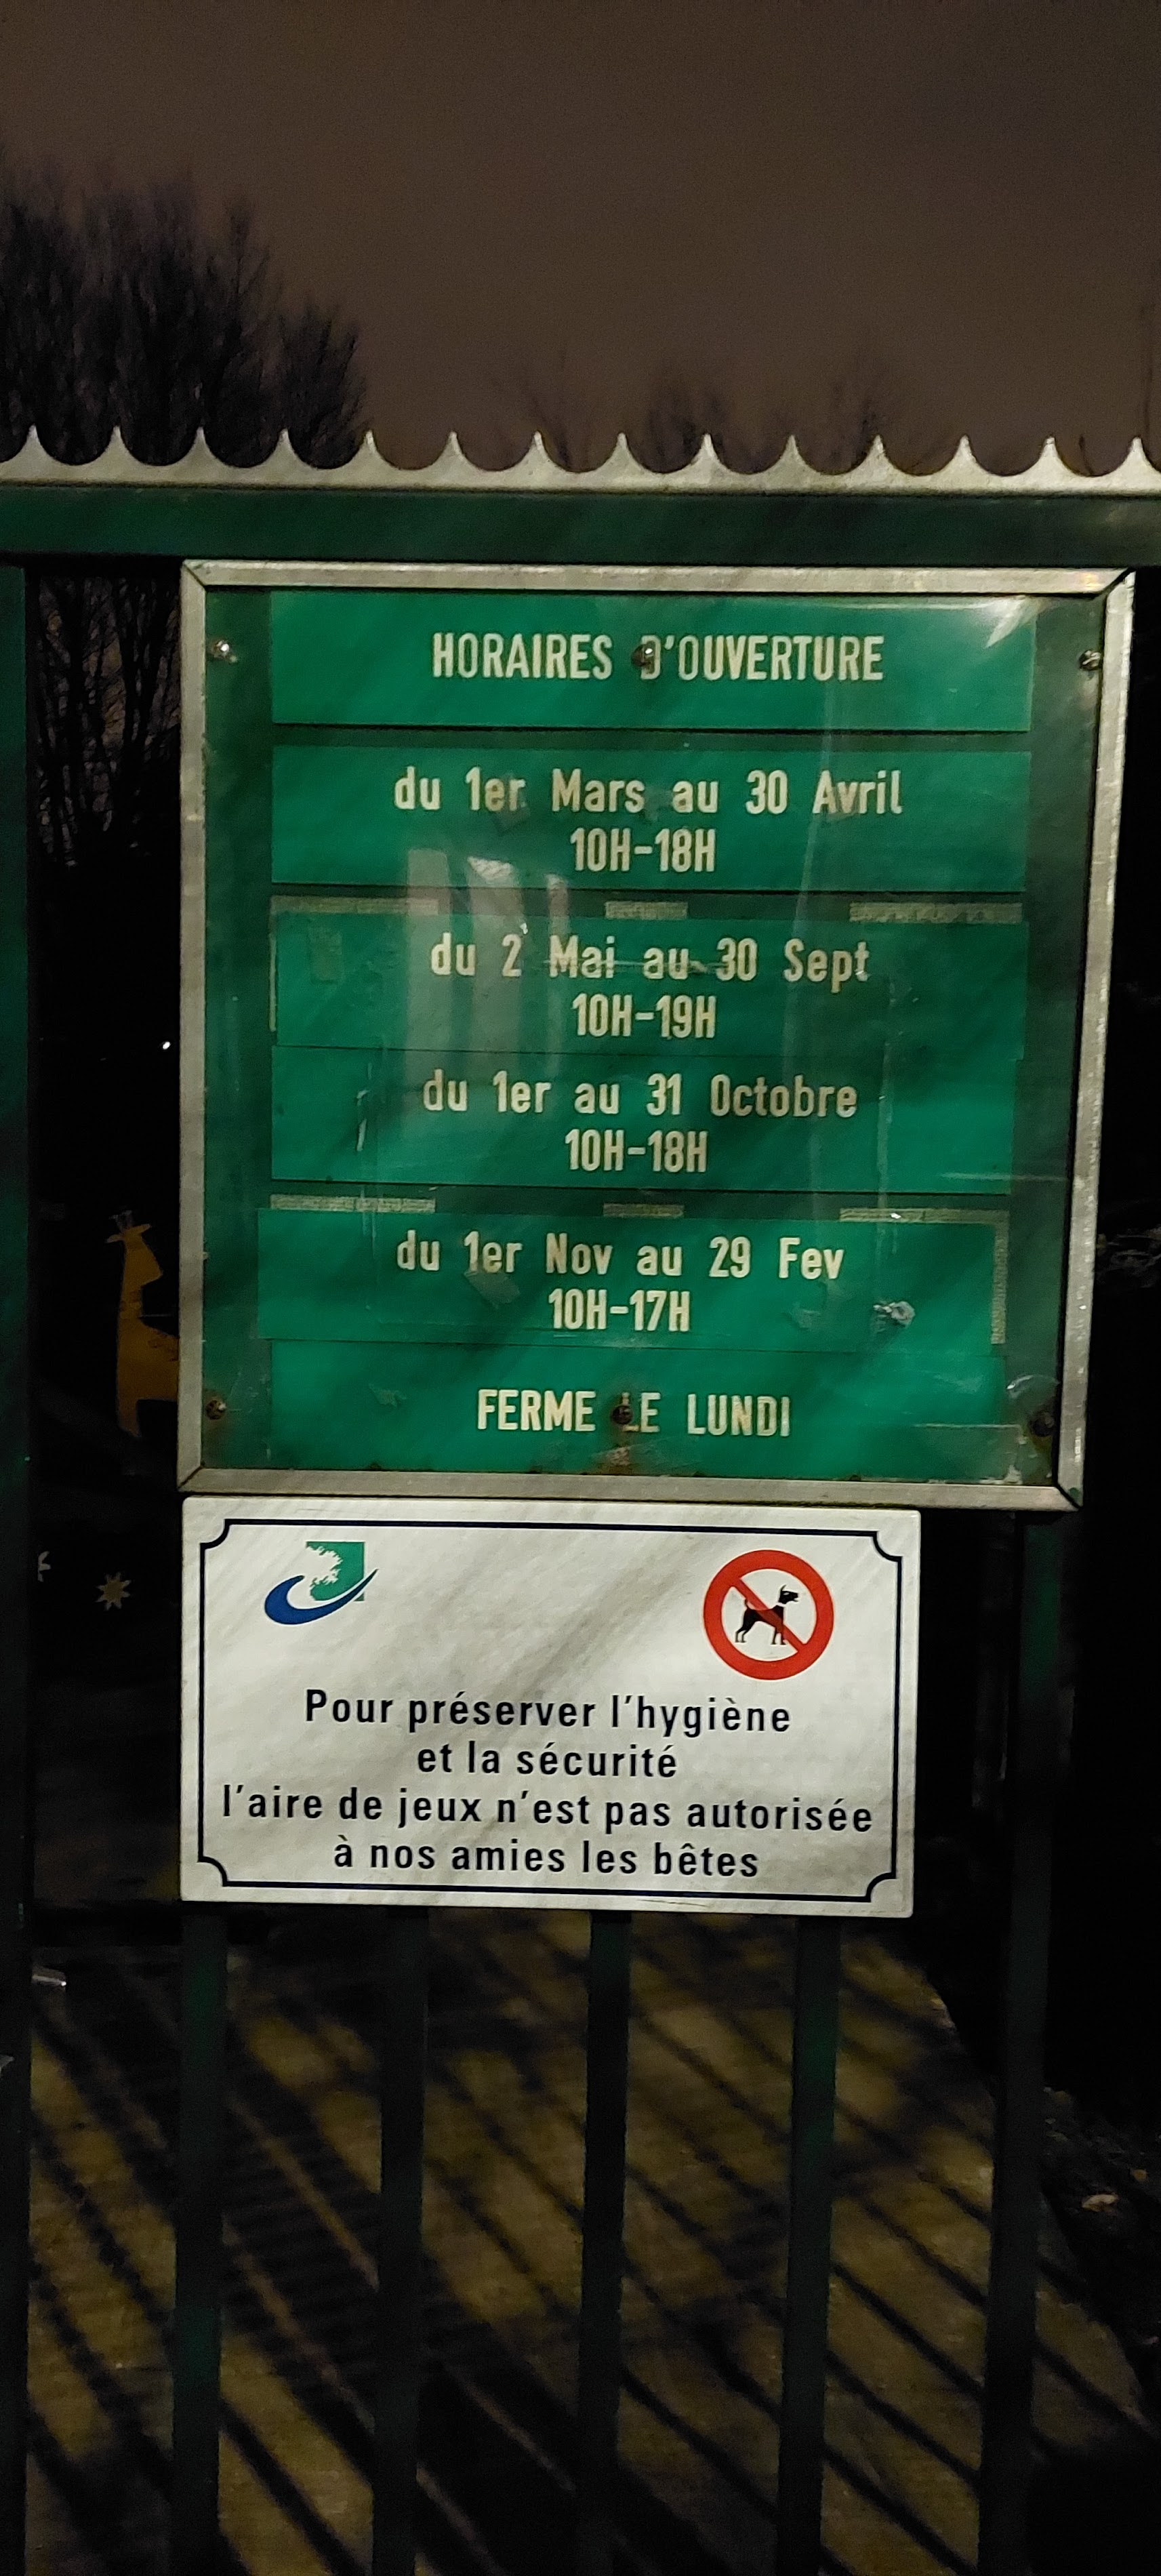 HORAIRES D'OUVERTURE
du 1er Mars au 30 Avril
10H-18H
du 2 Mai au 30 Sept
10H-19H
du 1er au 31 Octobre
10H-18H
du 1er Nov au 29 Fev
10H-17H
FERME LE LUNDI
Pour préserver l'hygiène
et la sécurité
l'aire de jeux n'est pas autorisée
à nos amies les bêtes